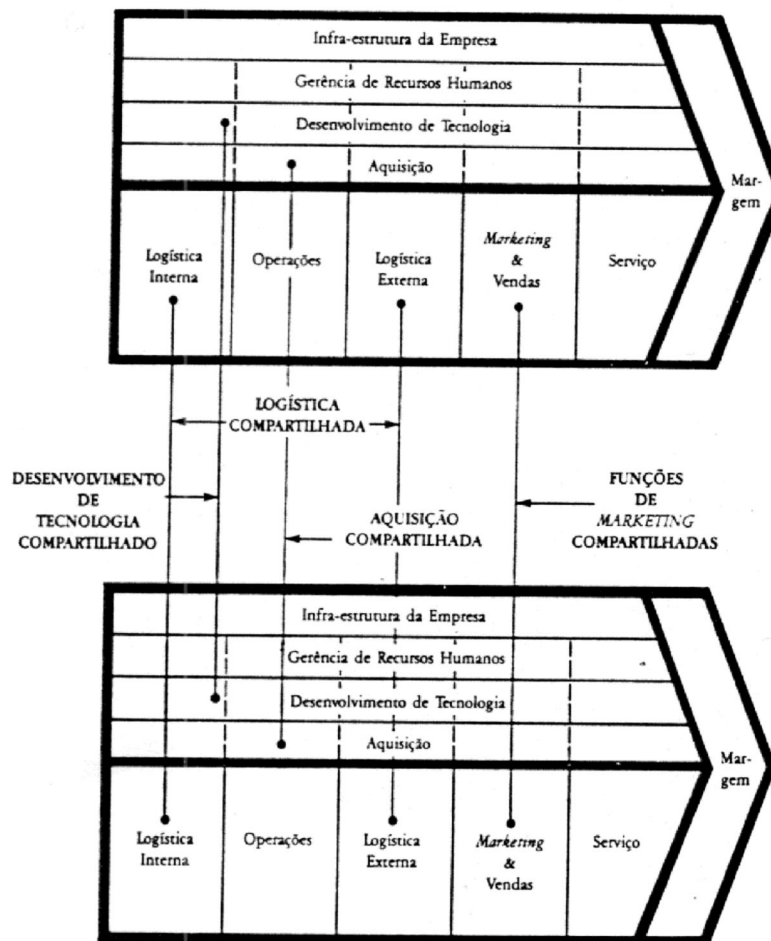 Infra-estrutura da Empresa
Gerência de Recursos Humanos
Desenvolvimento de Tecnologia
Aquisição
Mar-
gem
Logística
Interna
Operações
Logística
Externa
Marketing
&
Vendas
Serviço
LOGÍSTICA
COMPARTILHADA
DESENVOLVIMENTO
DE
TECNOLOGIA
COMPARTILHADO
AQUISIÇÃO
COMPARTILHADA
FUNÇÕES
DE
MARKETING
COMPARTILHADAS
Infra-estrutura da Empresa
Gerência de Recursos Humanos
Desenvolvimento de Tecnologia
Aquisição
Mar-
gem
Logística
Interna
Operações
Logística
Externa
Marketing
&
Vendas
Serviço